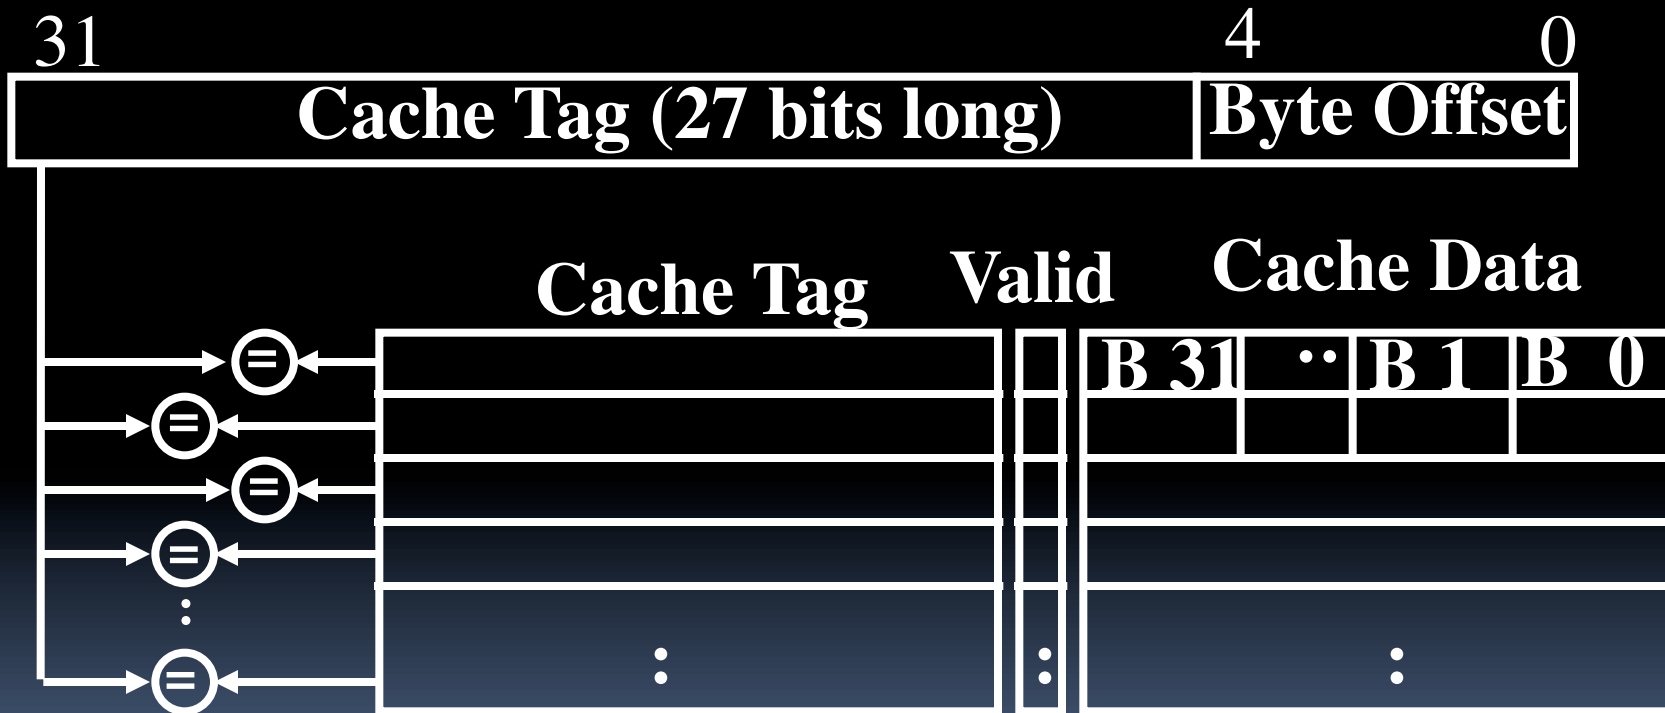 31 4 0
Cache Tag (27 bits long) Byte Offset
Cache Tag Valid Cache Data
= B 31 ·· B 1 B 0
=
=
=
:
= : : :